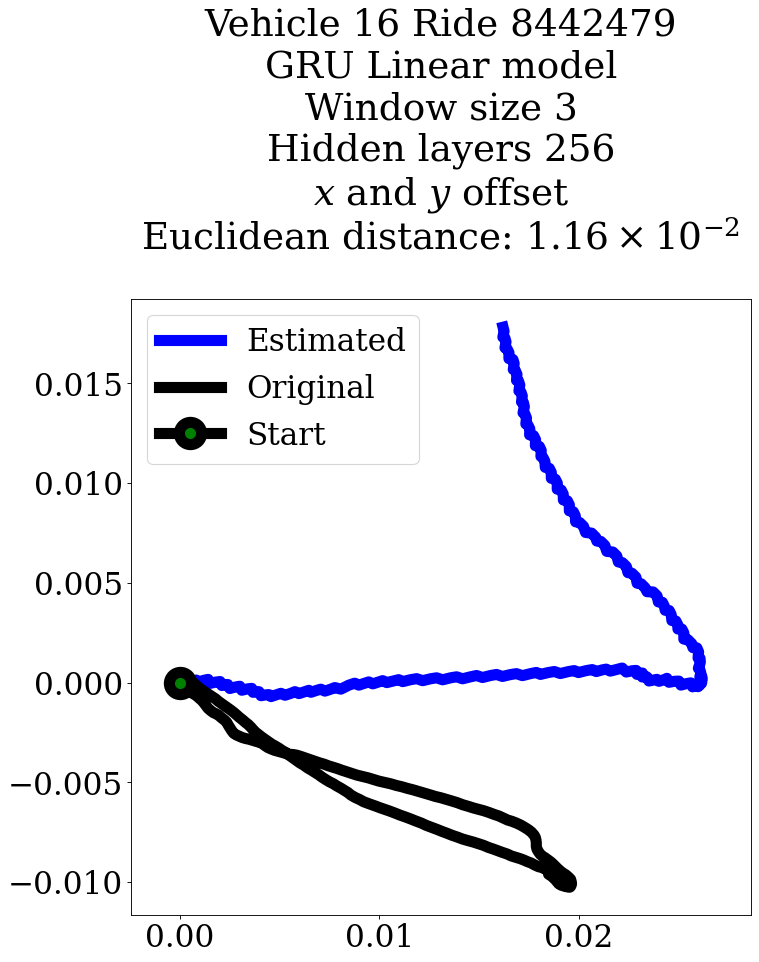 Vehicle 16 Ride 8442479
GRU Linear model
Window size 3
Hidden layers 256
x and y offset
Euclidean distance: 1.16 × 10⁻²
Estimated
Original
Start
0.015
0.010
0.005
0.000
−0.005
−0.010
0.00 0.01 0.02